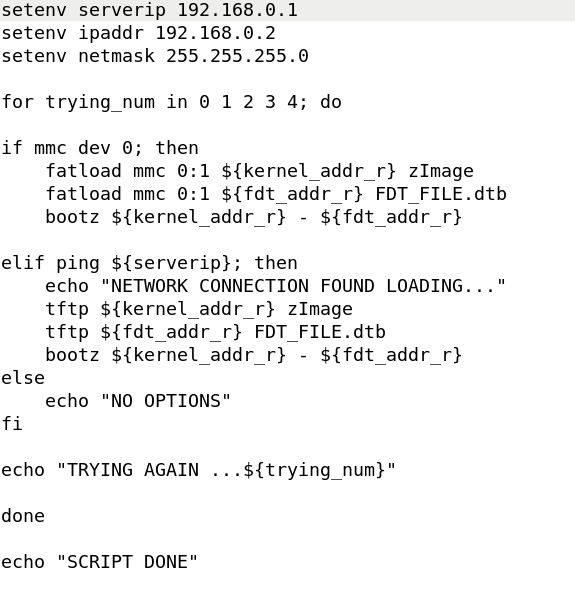 setenv serverip 192.168.0.1
setenv ipaddr 192.168.0.2
setenv netmask 255.255.255.0

for trying_num in 0 1 2 3 4; do

if mmc dev 0; then
    fatload mmc 0:1 ${kernel_addr_r} zImage
    fatload mmc 0:1 ${fdt_addr_r} FDT_FILE.dtb
    bootz ${kernel_addr_r} - ${fdt_addr_r}

elif ping ${serverip}; then
    echo "NETWORK CONNECTION FOUND LOADING..."
    tftp ${kernel_addr_r} zImage
    tftp ${fdt_addr_r} FDT_FILE.dtb
    bootz ${kernel_addr_r} - ${fdt_addr_r}
else
    echo "NO OPTIONS"
fi

echo "TRYING AGAIN ...${trying_num}"

done

echo "SCRIPT DONE"